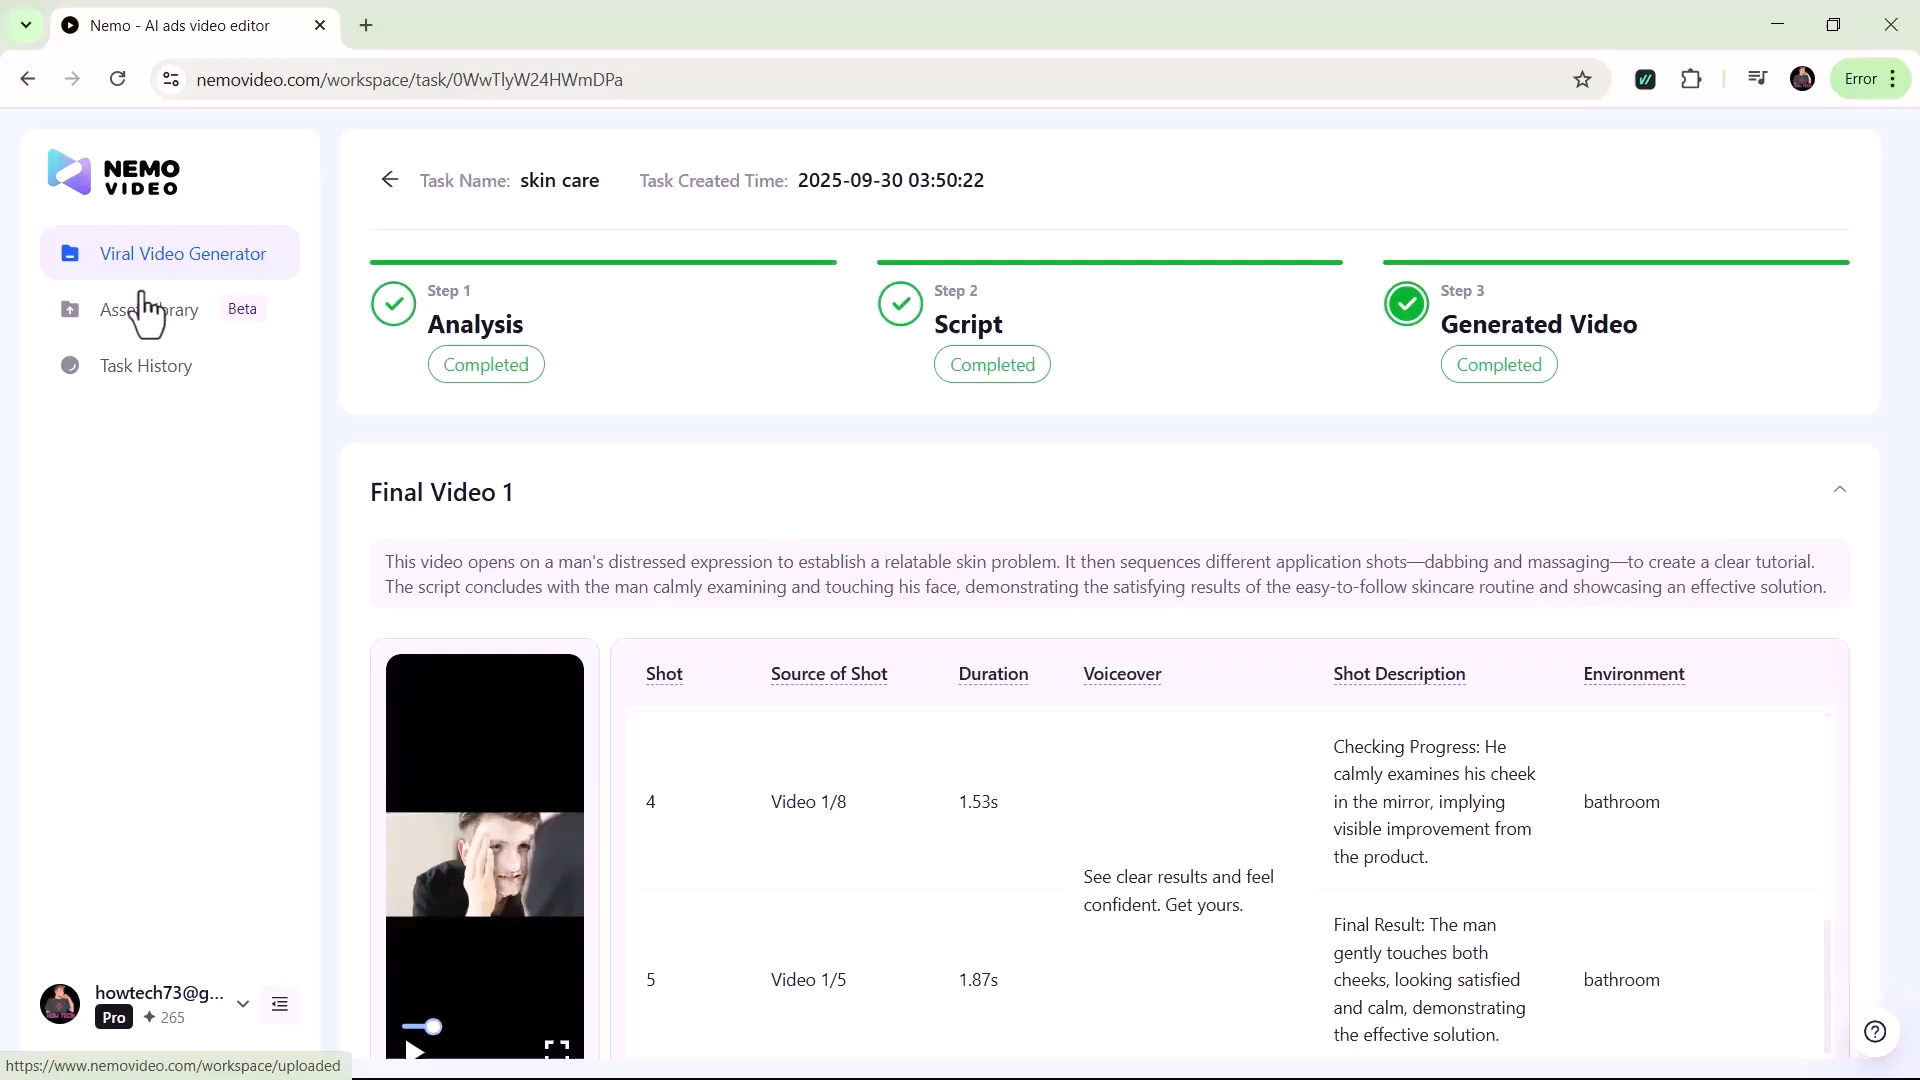 Nemo - AI ads video editor
nemovideo.com/workspace/task/0WwTlyW24HWmDPa
Error
NEMO
VIDEO
Viral Video Generator
Beta
Task History
howtech73@g...
Pro
265
https://www.nemovideo.com/workspace/uploaded
Task Name: skin care
Task Created Time: 2025-09-30 03:50:22
Step 1
Analysis
Completed
Step 2
Script
Completed
Step 3
Generated Video
Completed
Final Video 1
This video opens on a man's distressed expression to establish a relatable skin problem. It then sequences different application shots—dabbing and massaging—to create a clear tutorial.
The script concludes with the man calmly examining and touching his face, demonstrating the satisfying results of the easy-to-follow skincare routine and showcasing an effective solution.
Shot
Source of Shot
Duration
Voiceover
Shot Description
Environment
4
Video 1/8
1.53s
See clear results and feel
confident. Get yours.
Checking Progress: He
calmly examines his cheek
in the mirror, implying
visible improvement from
the product.
bathroom
5
Video 1/5
1.87s
Final Result: The man
gently touches both
cheeks, looking satisfied
and calm, demonstrating
the effective solution.
bathroom